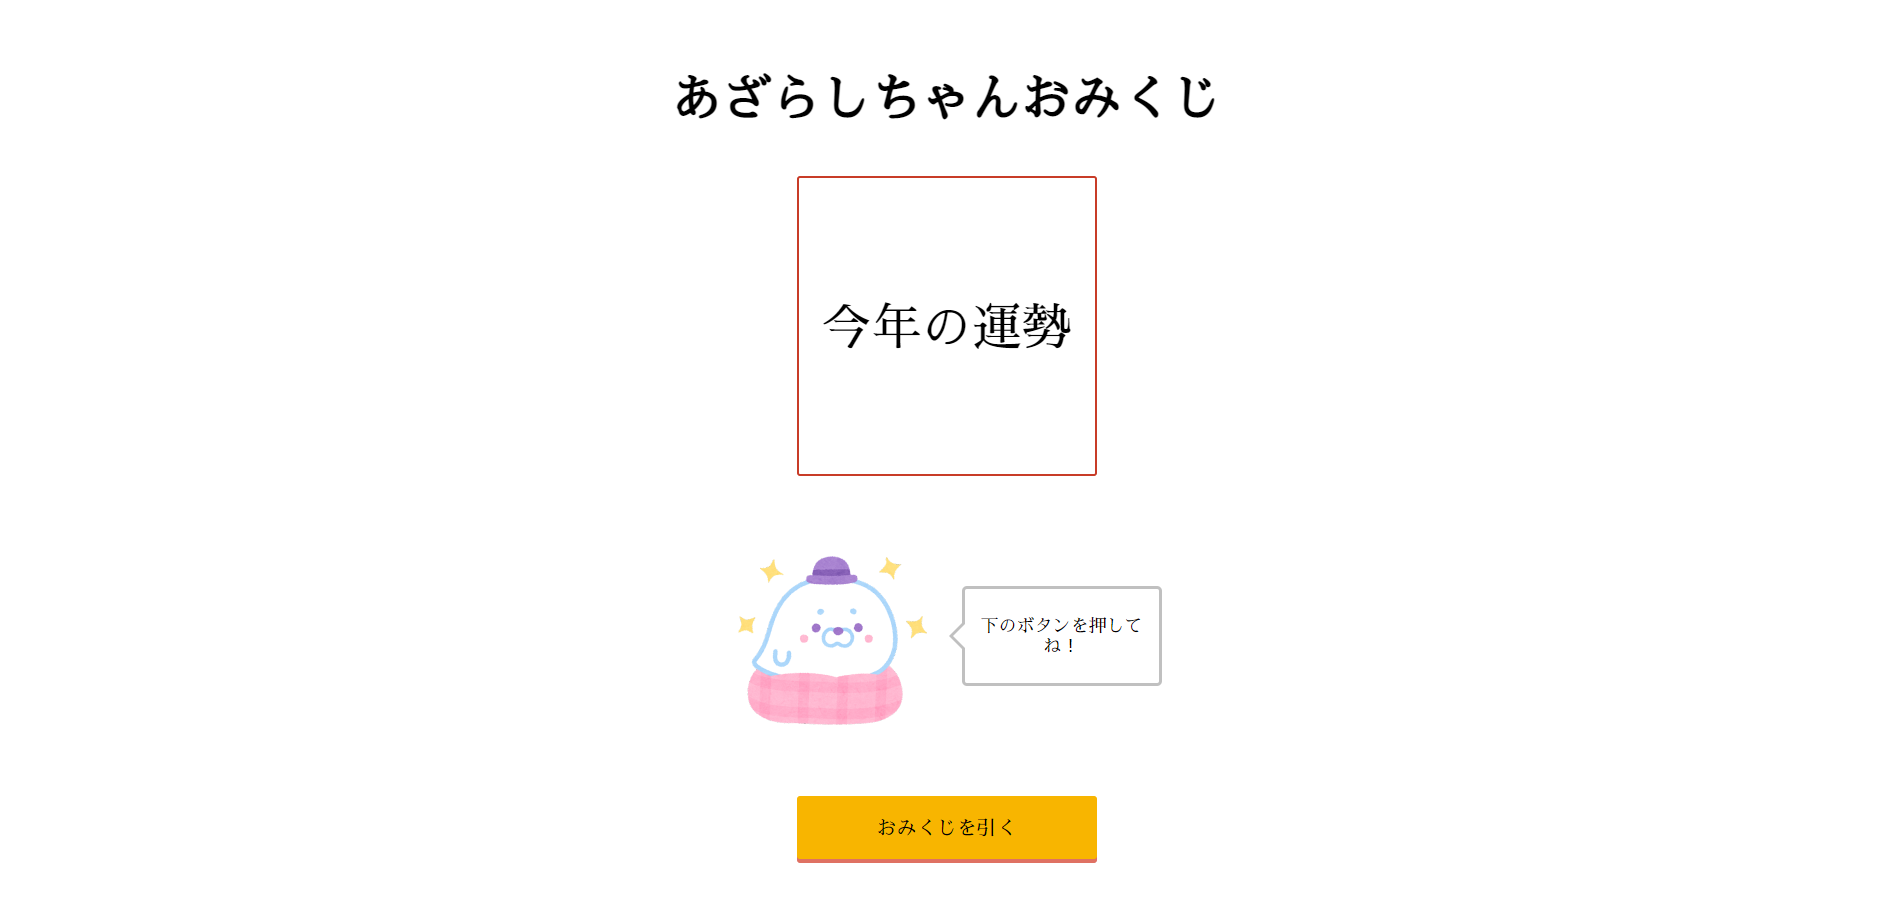 あざらしちゃんおみくじ
今年の運勢
下のボタンを押して
ね！
おみくじを引く